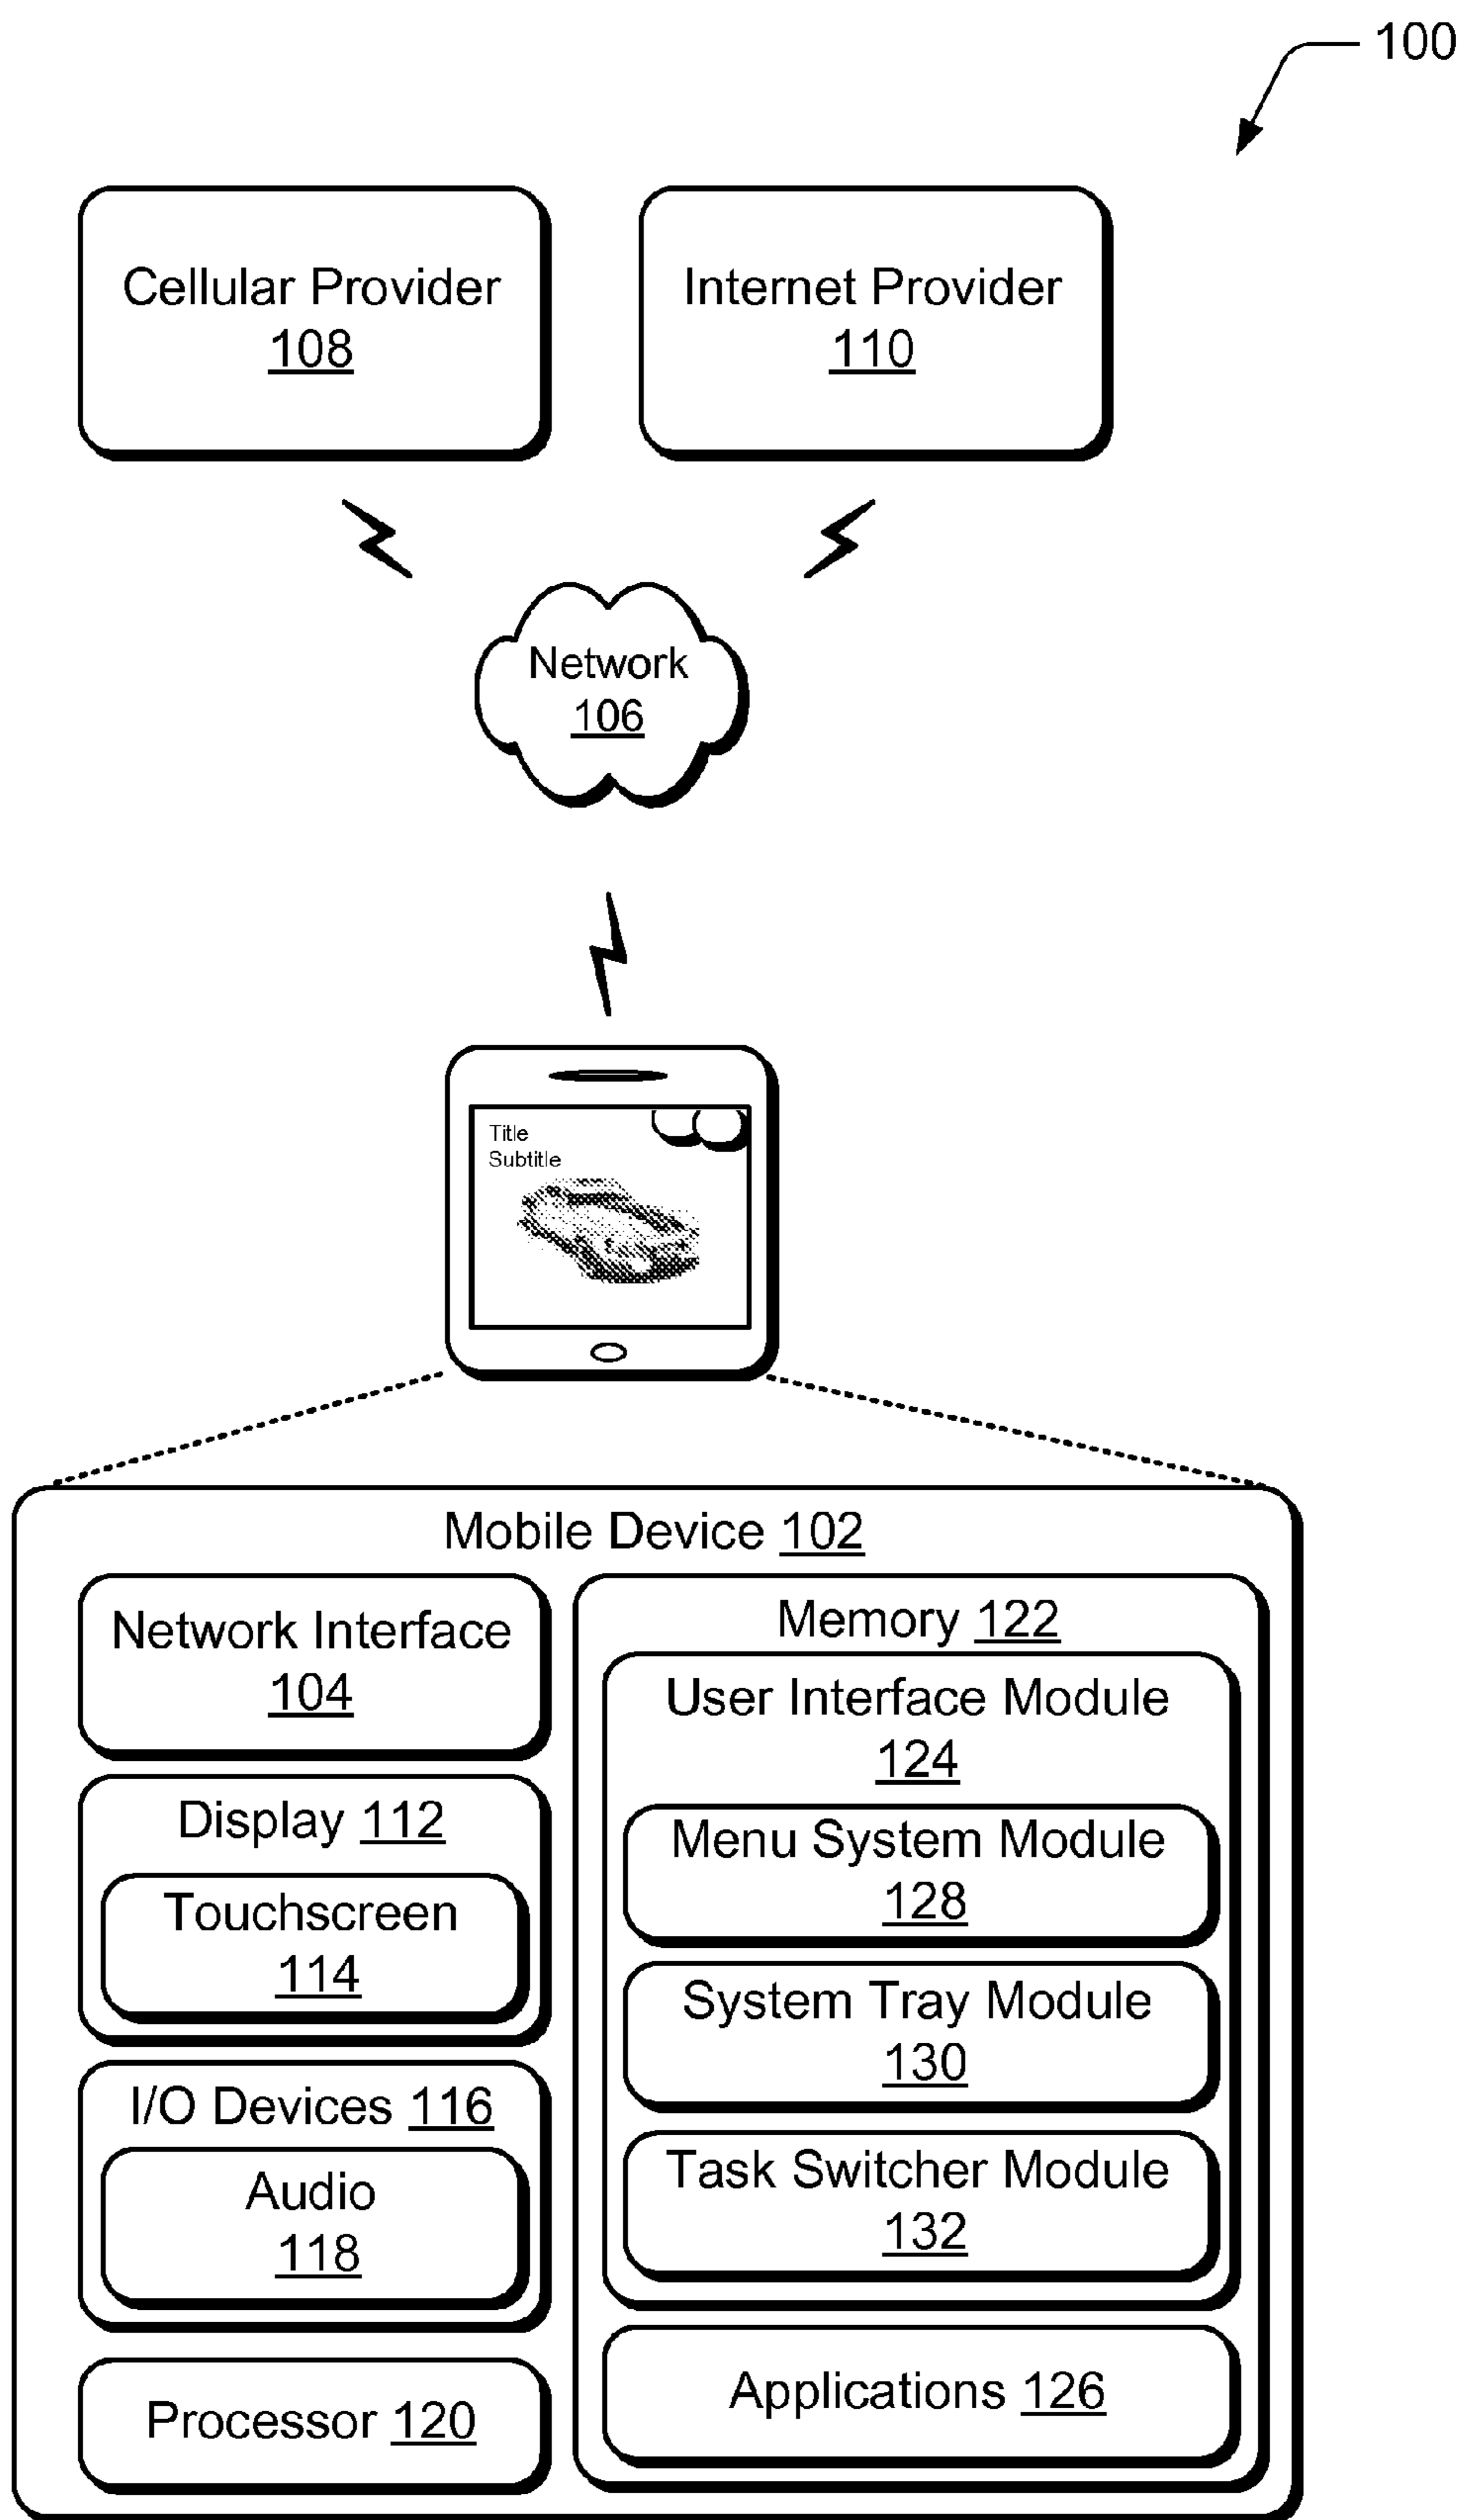 100
Cellular Provider
108
Internet Provider
110
Network
106
Title
Subtitle
Mobile Device 102
Network Interface
104
Display 112
Touchscreen
114
I/O Devices 116
Audio
118
Processor 120
Memory 122
User Interface Module
124
Menu System Module
128
System Tray Module
130
Task Switcher Module
132
Applications 126